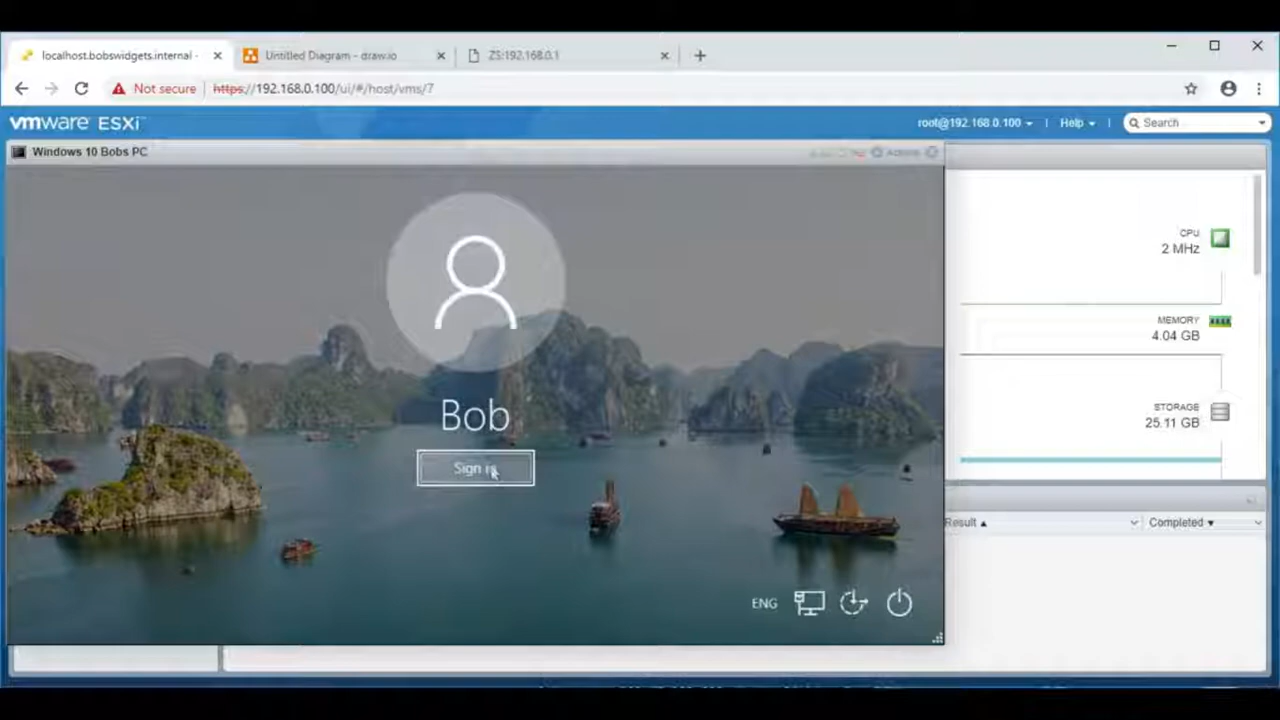 localhost.bobswidgets.internal -
Untitled Diagram - draw.io
ZS:192.168.0.1
Not secure
https://192.168.0.100/ui/#/host/vms/7
vmware ESXi
root@192.168.0.100
Help
Search
Windows 10 Bobs PC
Actions
CPU
2 MHz
MEMORY
4.04 GB
STORAGE
25.11 GB
Bob
Sign in
Result
Completed
ENG